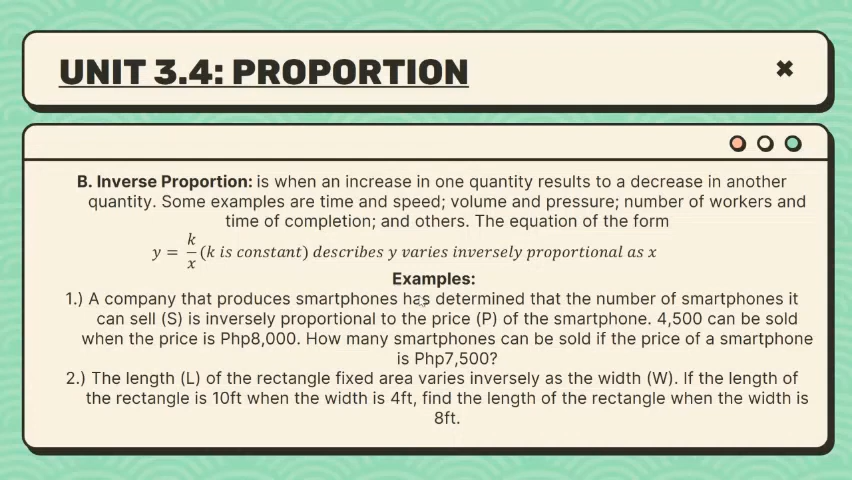 UNIT 3.4: PROPORTION
B. Inverse Proportion: is when an increase in one quantity results to a decrease in another
quantity. Some examples are time and speed; volume and pressure; number of workers and
time of completion; and others. The equation of the form
y = k/x (k is constant) describes y varies inversely proportional as x
Examples:
1.) A company that produces smartphones has determined that the number of smartphones it
can sell (S) is inversely proportional to the price (P) of the smartphone. 4,500 can be sold
when the price is Php8,000. How many smartphones can be sold if the price of a smartphone
is Php7,500?
2.) The length (L) of the rectangle fixed area varies inversely as the width (W). If the length of
the rectangle is 10ft when the width is 4ft, find the length of the rectangle when the width is
8ft.